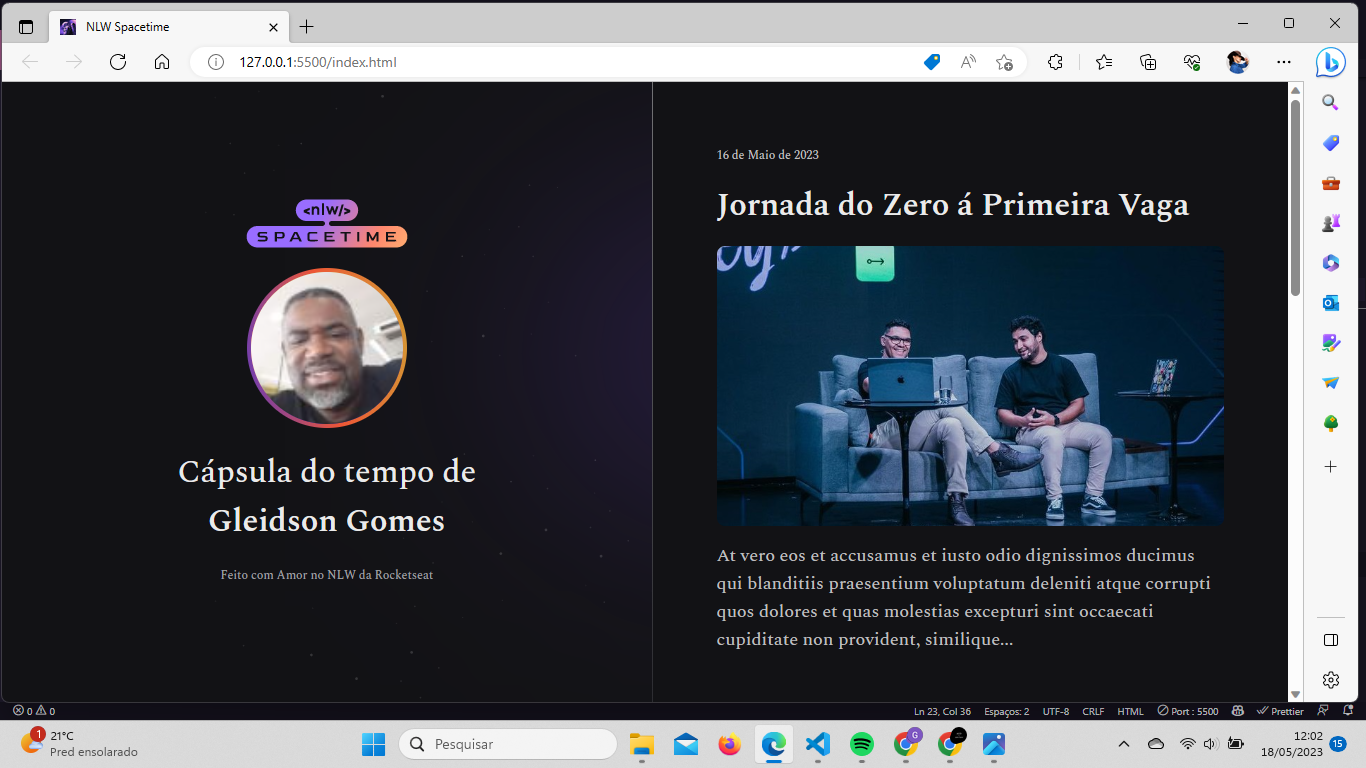 NLW Spacetime
127.0.0.1:5500/index.html
<nlw/>
SPACETIME
Cápsula do tempo de
Gleidson Gomes
Feito com Amor no NLW da Rocketseat
16 de Maio de 2023
Jornada do Zero á Primeira Vaga
At vero eos et accusamus et iusto odio dignissimos ducimus
qui blanditiis praesentium voluptatum deleniti atque corrupti
quos dolores et quas molestias excepturi sint occaecati
cupiditate non provident, similique...
0 0
Ln 23, Col 36 Espaços: 2 UTF-8 CRLF HTML Port : 5500 Prettier
1
21°C
Pred ensolarado
Pesquisar
G
12:02
18/05/2023
15